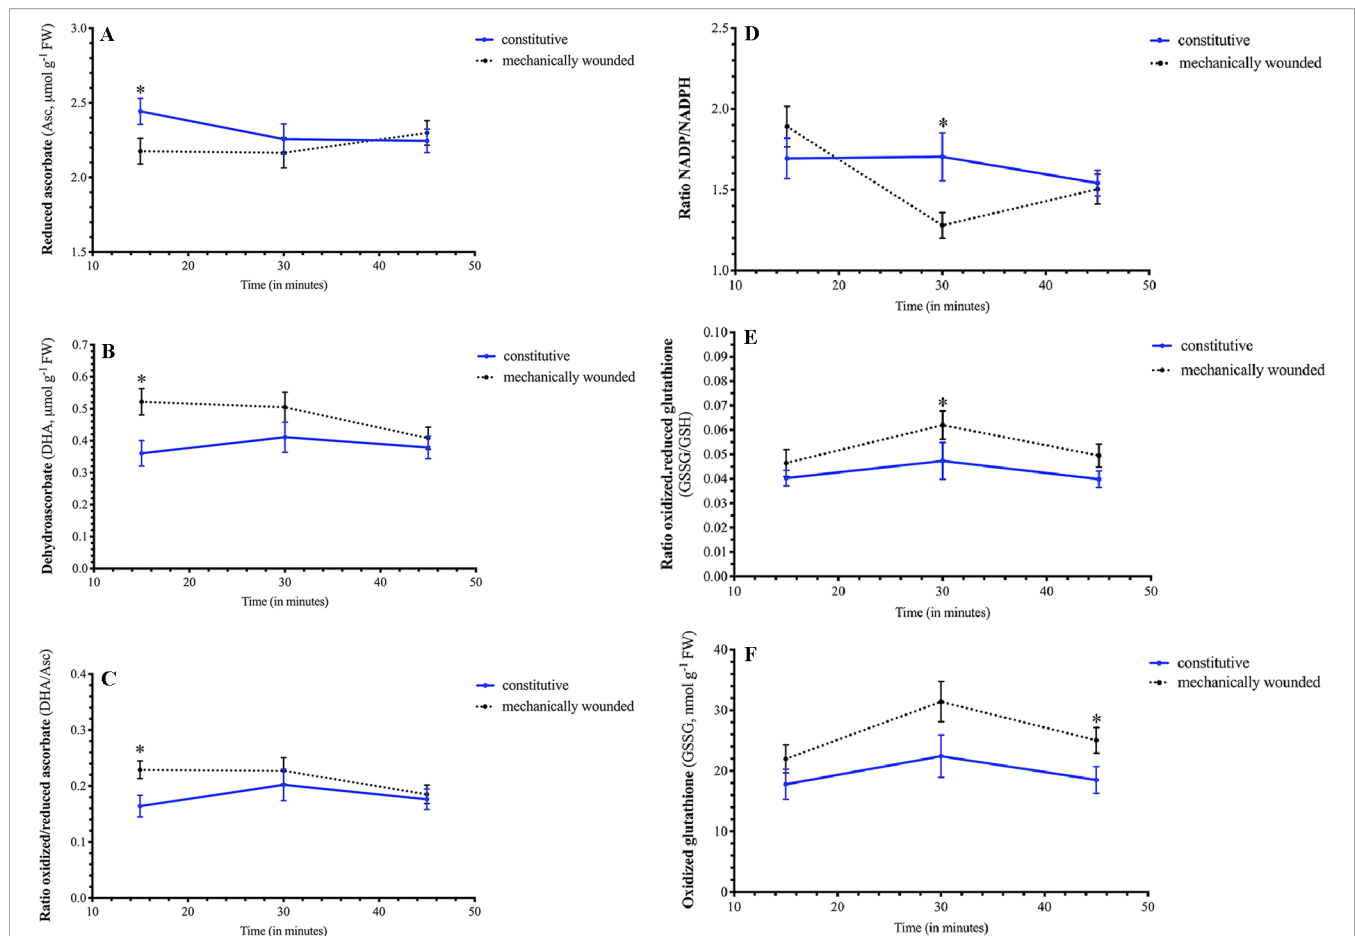 A
constitutive
mechanically wounded
*
Reduced ascorbate (Asc, µmol g⁻¹ FW)
3.0
2.5
2.0
1.5
10 20 30 40 50
Time (in minutes)
B
constitutive
mechanically wounded
*
Dehydroascorbate (DHA, µmol g⁻¹ FW)
0.7
0.6
0.5
0.4
0.3
0.2
0.1
0.0
10 20 30 40 50
Time (in minutes)
C
constitutive
mechanically wounded
*
Ratio oxidized/reduced ascorbate (DHA/Asc)
0.4
0.3
0.2
0.1
0.0
10 20 30 40 50
Time (in minutes)
D
constitutive
mechanically wounded
*
Ratio NADP/NADPH
2.5
2.0
1.5
1.0
10 20 30 40 50
Time (in minutes)
E
constitutive
mechanically wounded
*
Ratio oxidized.reduced glutathione
(GSSG/GSH)
0.10
0.09
0.08
0.07
0.06
0.05
0.04
0.03
0.02
0.01
0.00
10 20 30 40 50
Time (in minutes)
F
constitutive
mechanically wounded
*
Oxidized glutathione (GSSG, nmol g⁻¹ FW)
40
30
20
10
0
10 20 30 40 50
Time (in minutes)